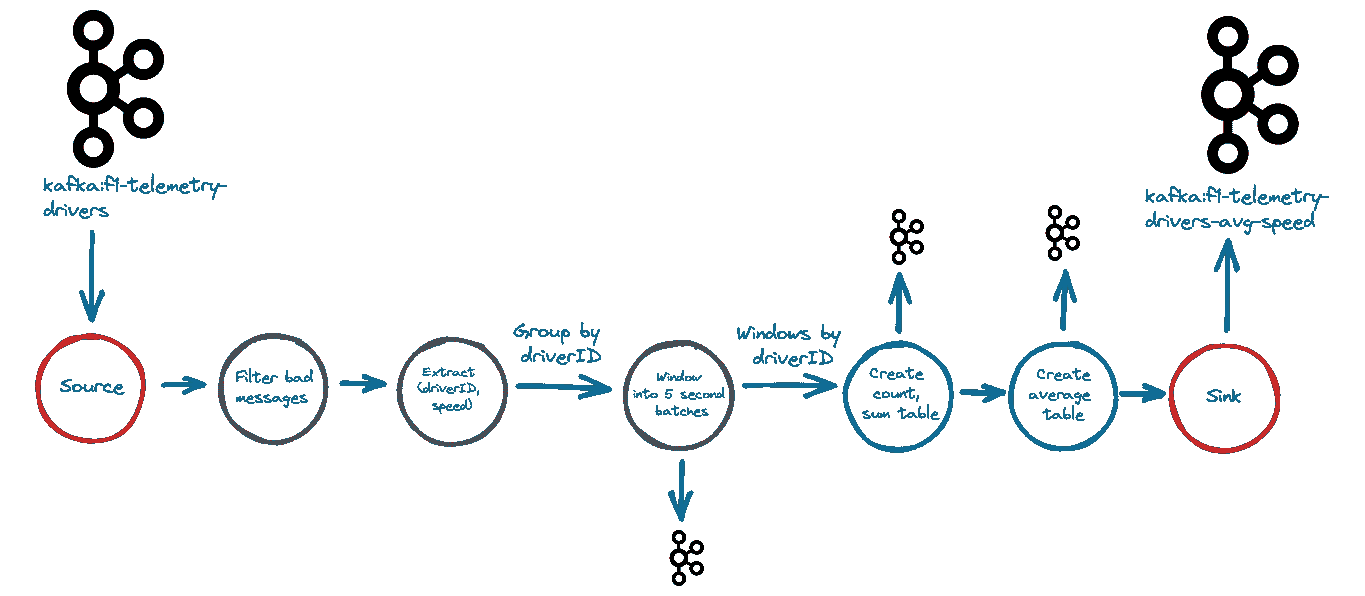 kafka:f1-telemetry-
drivers
kafka:f1-telemetry-
drivers-avg-speed
Source
Filter bad
messages
Extract
(driverID,
speed)
Group by
driverID
Window
into 5 second
batches
Windows by
driverID
Create
count,
sum table
Create
average
table
Sink